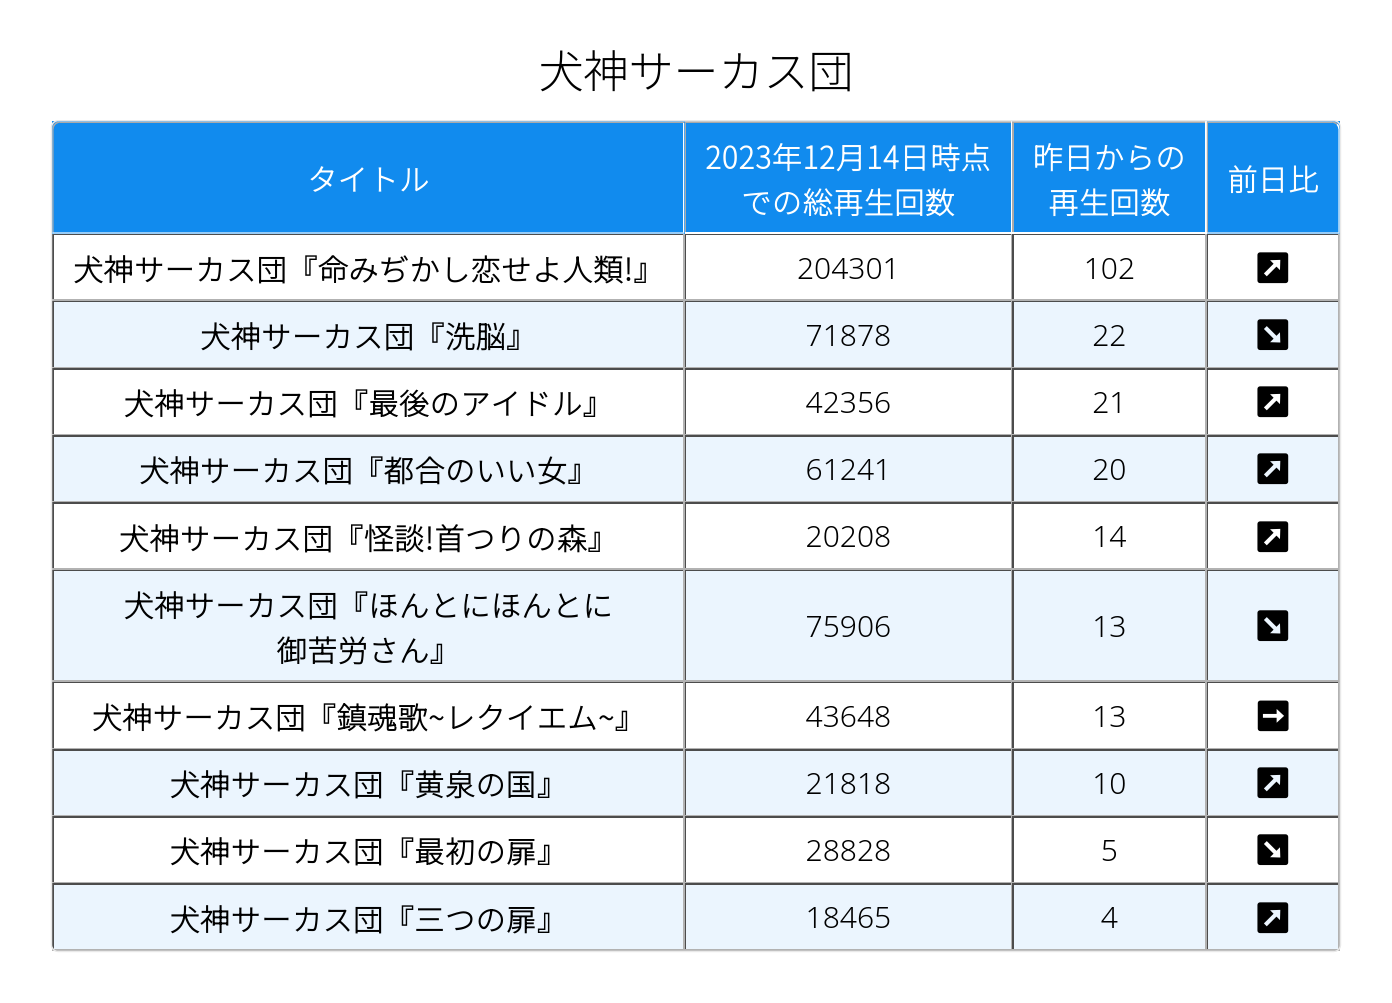 犬神サーカス団
タイトル
2023年12月14日時点
での総再生回数
昨日からの
再生回数
前日比
犬神サーカス団『命みぢかし恋せよ人類!』
204301
102
犬神サーカス団『洗脳』
71878
22
犬神サーカス団『最後のアイドル』
42356
21
犬神サーカス団『都合のいい女』
61241
20
犬神サーカス団『怪談!首つりの森』
20208
14
犬神サーカス団『ほんとにほんとに
御苦労さん』
75906
13
犬神サーカス団『鎮魂歌~レクイエム~』
43648
13
犬神サーカス団『黄泉の国』
21818
10
犬神サーカス団『最初の扉』
28828
5
犬神サーカス団『三つの扉』
18465
4